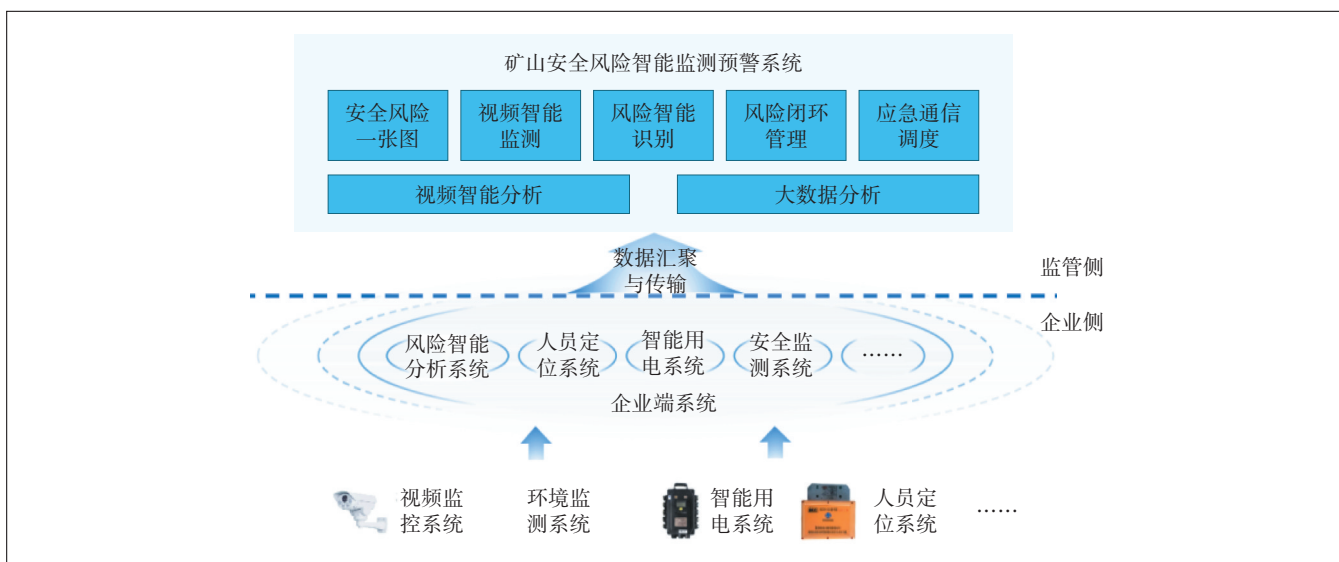 矿山安全风险智能监测预警系统
安全风险
一张图
视频智能
监测
风险智能
识别
风险闭环
管理
应急通信
调度
视频智能分析
大数据分析
数据汇聚
与传输
监管侧
企业侧
风险智能
分析系统
人员定
位系统
智能用
电系统
安全监
测系统
……
企业端系统
视频监
控系统
环境监
测系统
智能用
电系统
人员定
位系统
……